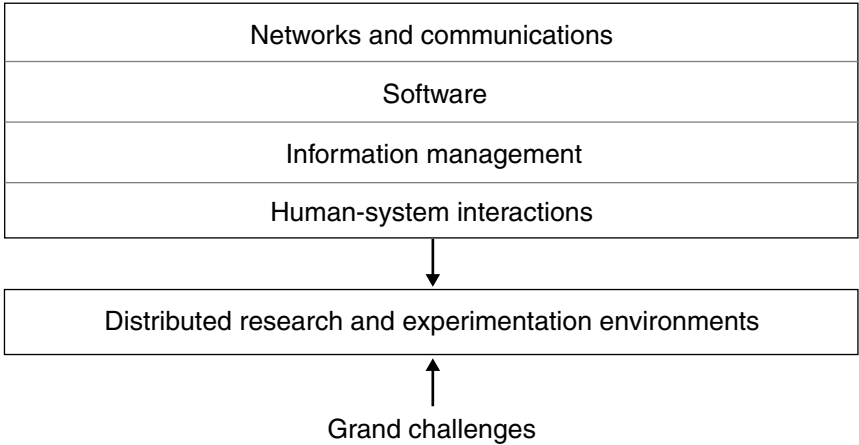 Networks and communications
Software
Information management
Human-system interactions
Distributed research and experimentation environments
Grand challenges